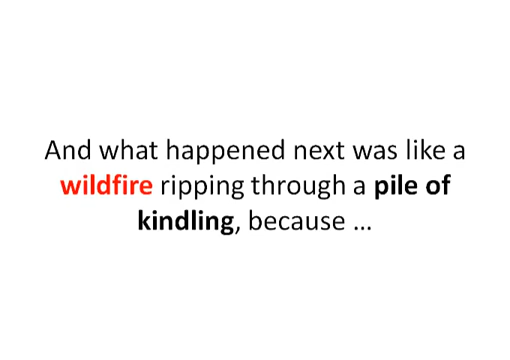 And what happened next was like a
wildfire ripping through a pile of
kindling, because ...